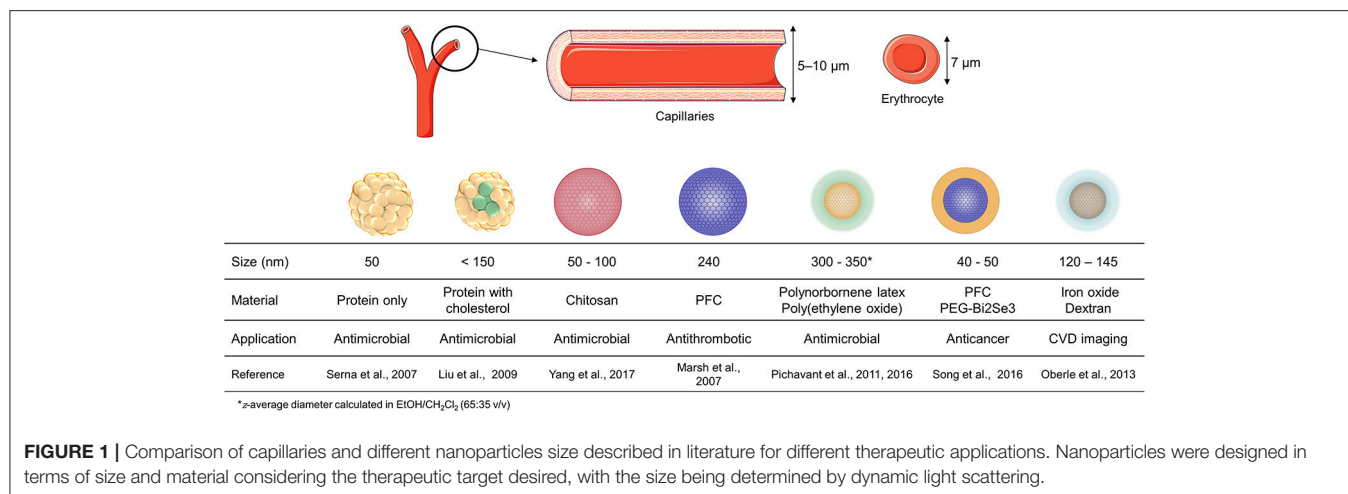 5–10 µm
7 µm
Erythrocyte
Capillaries
Size (nm) 50 < 150 50 - 100 240 300 - 350* 40 - 50 120 – 145
Material Protein only Protein with cholesterol Chitosan PFC Polynorbornene latex Poly(ethylene oxide) PFC PEG-Bi2Se3 Iron oxide Dextran
Application Antimicrobial Antimicrobial Antimicrobial Antithrombotic Antimicrobial Anticancer CVD imaging
Reference Serna et al., 2007 Liu et al., 2009 Yang et al., 2017 Marsh et al., 2007 Pichavant et al., 2011, 2016 Song et al., 2016 Oberle et al., 2013
*z-average diameter calculated in EtOH/CH₂Cl₂ (65:35 v/v)
FIGURE 1 | Comparison of capillaries and different nanoparticles size described in literature for different therapeutic applications. Nanoparticles were designed in
terms of size and material considering the therapeutic target desired, with the size being determined by dynamic light scattering.